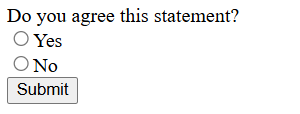 Do you agree this statement?
Yes
No
Submit